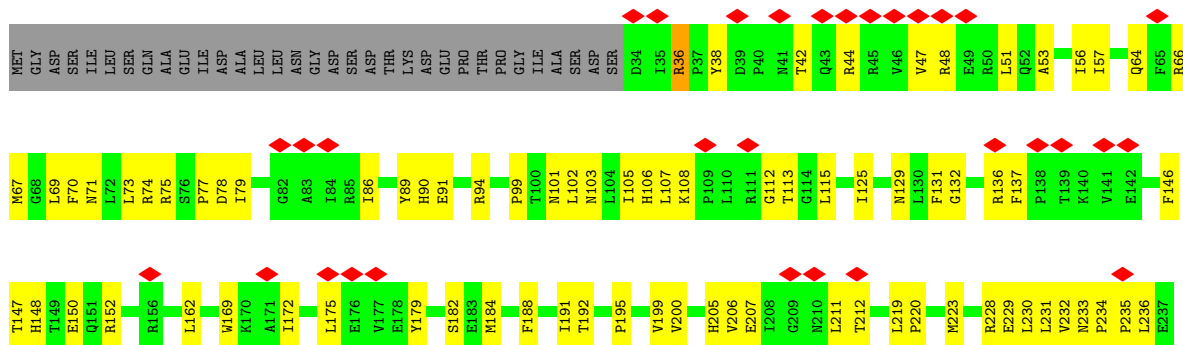 MET GLY ASP SER ILE LEU SER GLN ALA GLU ILE ASP ALA LEU LEU ASN GLY ASP SER ASP THR LYS ASP GLU PRO THR PRO GLY ILE ALA SER ASP SER D34 I35 R36 P37 Y38 D39 P40 N41 T42 Q43 R44 R45 V46 V47 R48 E49 R50 L51 Q52 A53 I56 I57 Q64 F65 R66
M67 G68 L69 F70 N71 L72 L73 R74 R75 S76 P77 D78 I79 G82 A83 I84 R85 I86 Y89 H90 E91 R94 P99 T100 N101 L102 N103 L104 I105 H106 L107 K108 P109 L110 R111 G112 T113 G114 L115 I125 N129 L130 F131 G132 R136 F137 P138 T139 K140 V141 E142 F146
T147 H148 T149 E150 Q151 R152 R156 L162 W169 K170 A171 I172 L175 E176 V177 E178 Y179 S182 E183 M184 F188 I191 T192 P195 V199 V200 H205 V206 E207 I208 G209 N210 L211 T212 L219 P220 M223 R228 E229 L230 L231 V232 N233 P234 P235 L236 E237